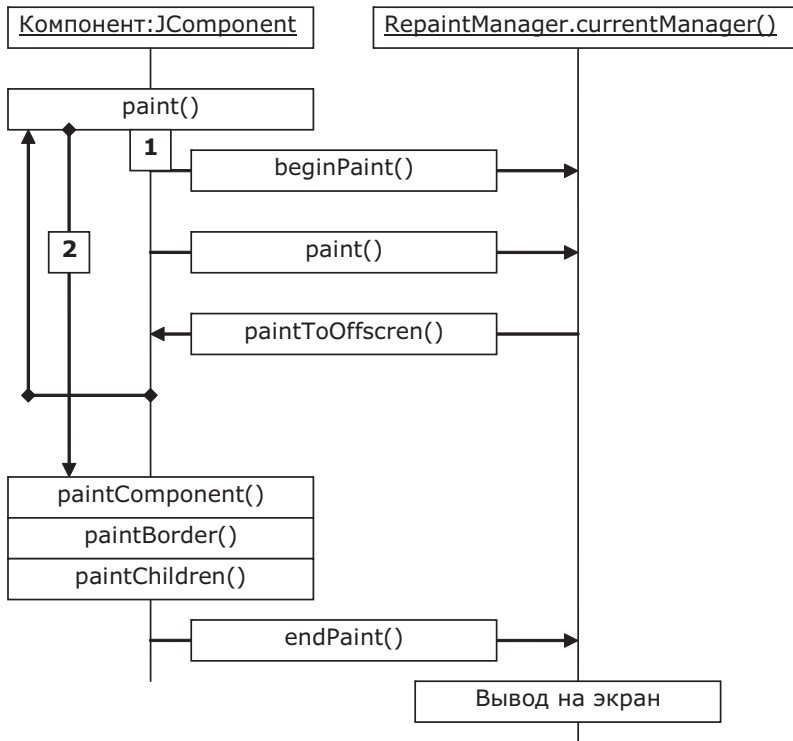 Компонент:JComponent
RepaintManager.currentManager()
paint()
1
beginPaint()
2
paint()
paintToOffscren()
paintComponent()
paintBorder()
paintChildren()
endPaint()
Вывод на экран